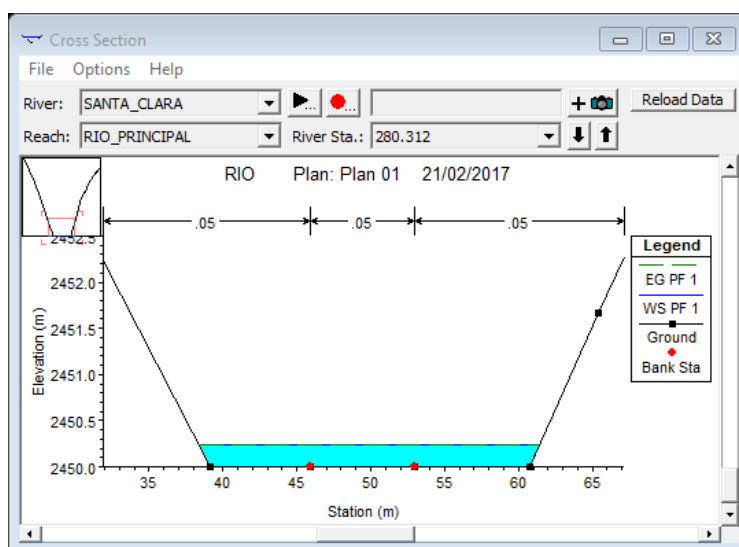 Cross Section
File Options Help
River: SANTA_CLARA Reload Data
Reach: RIO_PRINCIPAL River Sta.: 280.312
RIO Plan: Plan 01 21/02/2017
.05 .05 .05
2452.5
2452.0
2451.5
2451.0
2450.5
2450.0
Elevation (m)
35 40 45 50 55 60 65
Station (m)
Legend
EG PF 1
WS PF 1
Ground
Bank Sta